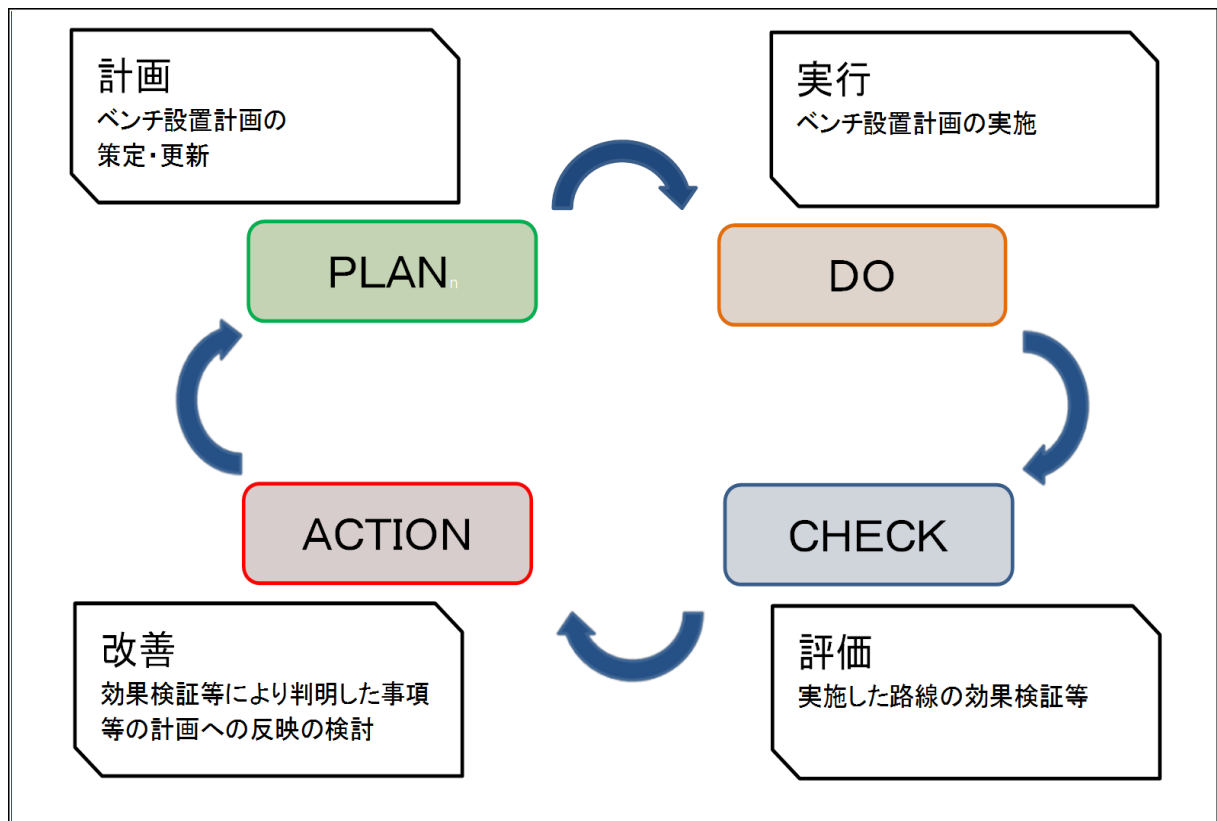 計画
ベンチ設置計画の
策定・更新
実行
ベンチ設置計画の実施
PLANn
DO
ACTION
CHECK
改善
効果検証等により判明した事項
等の計画への反映の検討
評価
実施した路線の効果検証等